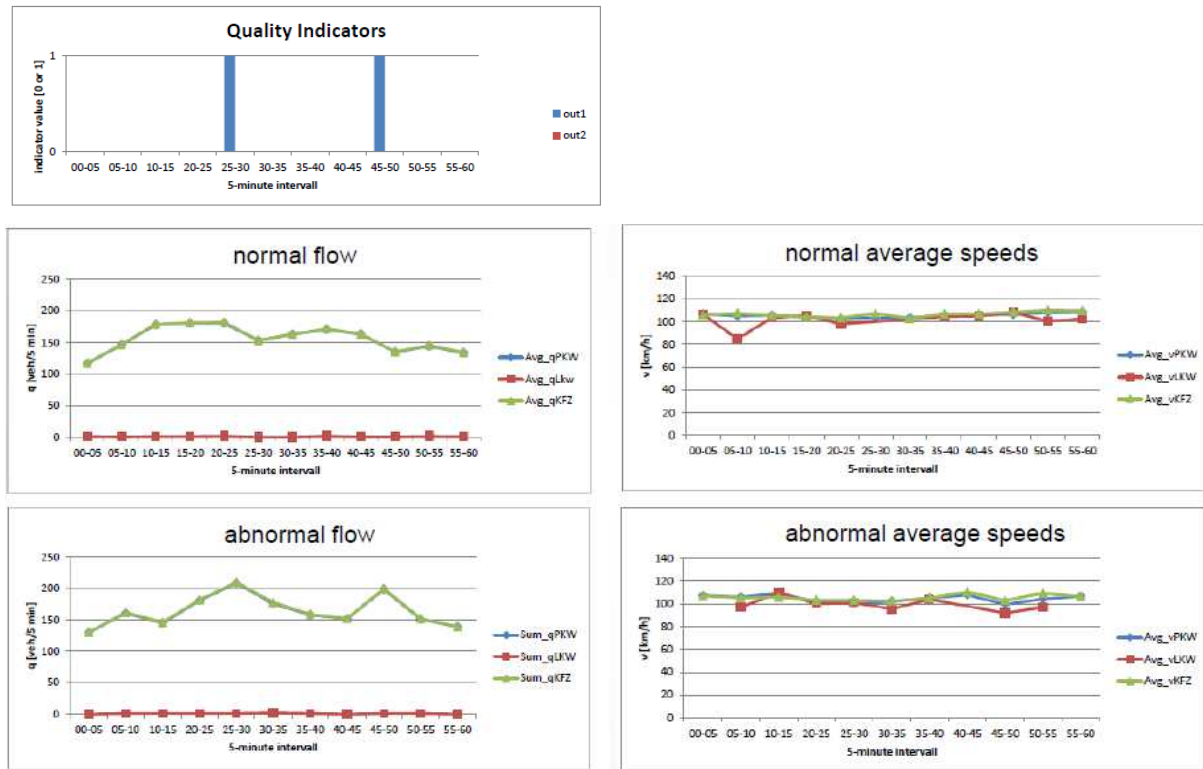 Quality Indicators
indicator value [0 or 1]
1
0
00-05 05-10 10-15 20-25 25-30 30-35 35-40 40-45 45-50 50-55 55-60
5-minute intervall
out1
out2
normal flow
q [veh/5 min]
250
200
150
100
50
0
00-05 05-10 10-15 15-20 20-25 25-30 30-35 35-40 40-45 45-50 50-55 55-60
5-minute intervall
Avg_qPKW
Avg_qLkw
Avg_qKFZ
normal average speeds
v [km/h]
140
120
100
80
60
40
20
0
00-05 05-10 10-15 15-20 20-25 25-30 30-35 35-40 40-45 45-50 50-55 55-60
5-minute intervall
Avg_vPKW
Avg_vLKW
Avg_vKFZ
abnormal flow
q [veh/5 min]
250
200
150
100
50
0
00-05 05-10 10-15 20-25 25-30 30-35 35-40 40-45 45-50 50-55 55-60
5-minute intervall
Sum_qPKW
Sum_qLKW
Sum_qKFZ
abnormal average speeds
v [km/h]
140
120
100
80
60
40
20
0
00-05 05-10 10-15 20-25 25-30 30-35 35-40 40-45 45-50 50-55 55-60
5-minute intervall
Avg_vPKW
Avg_vLKW
Avg_vKFZ